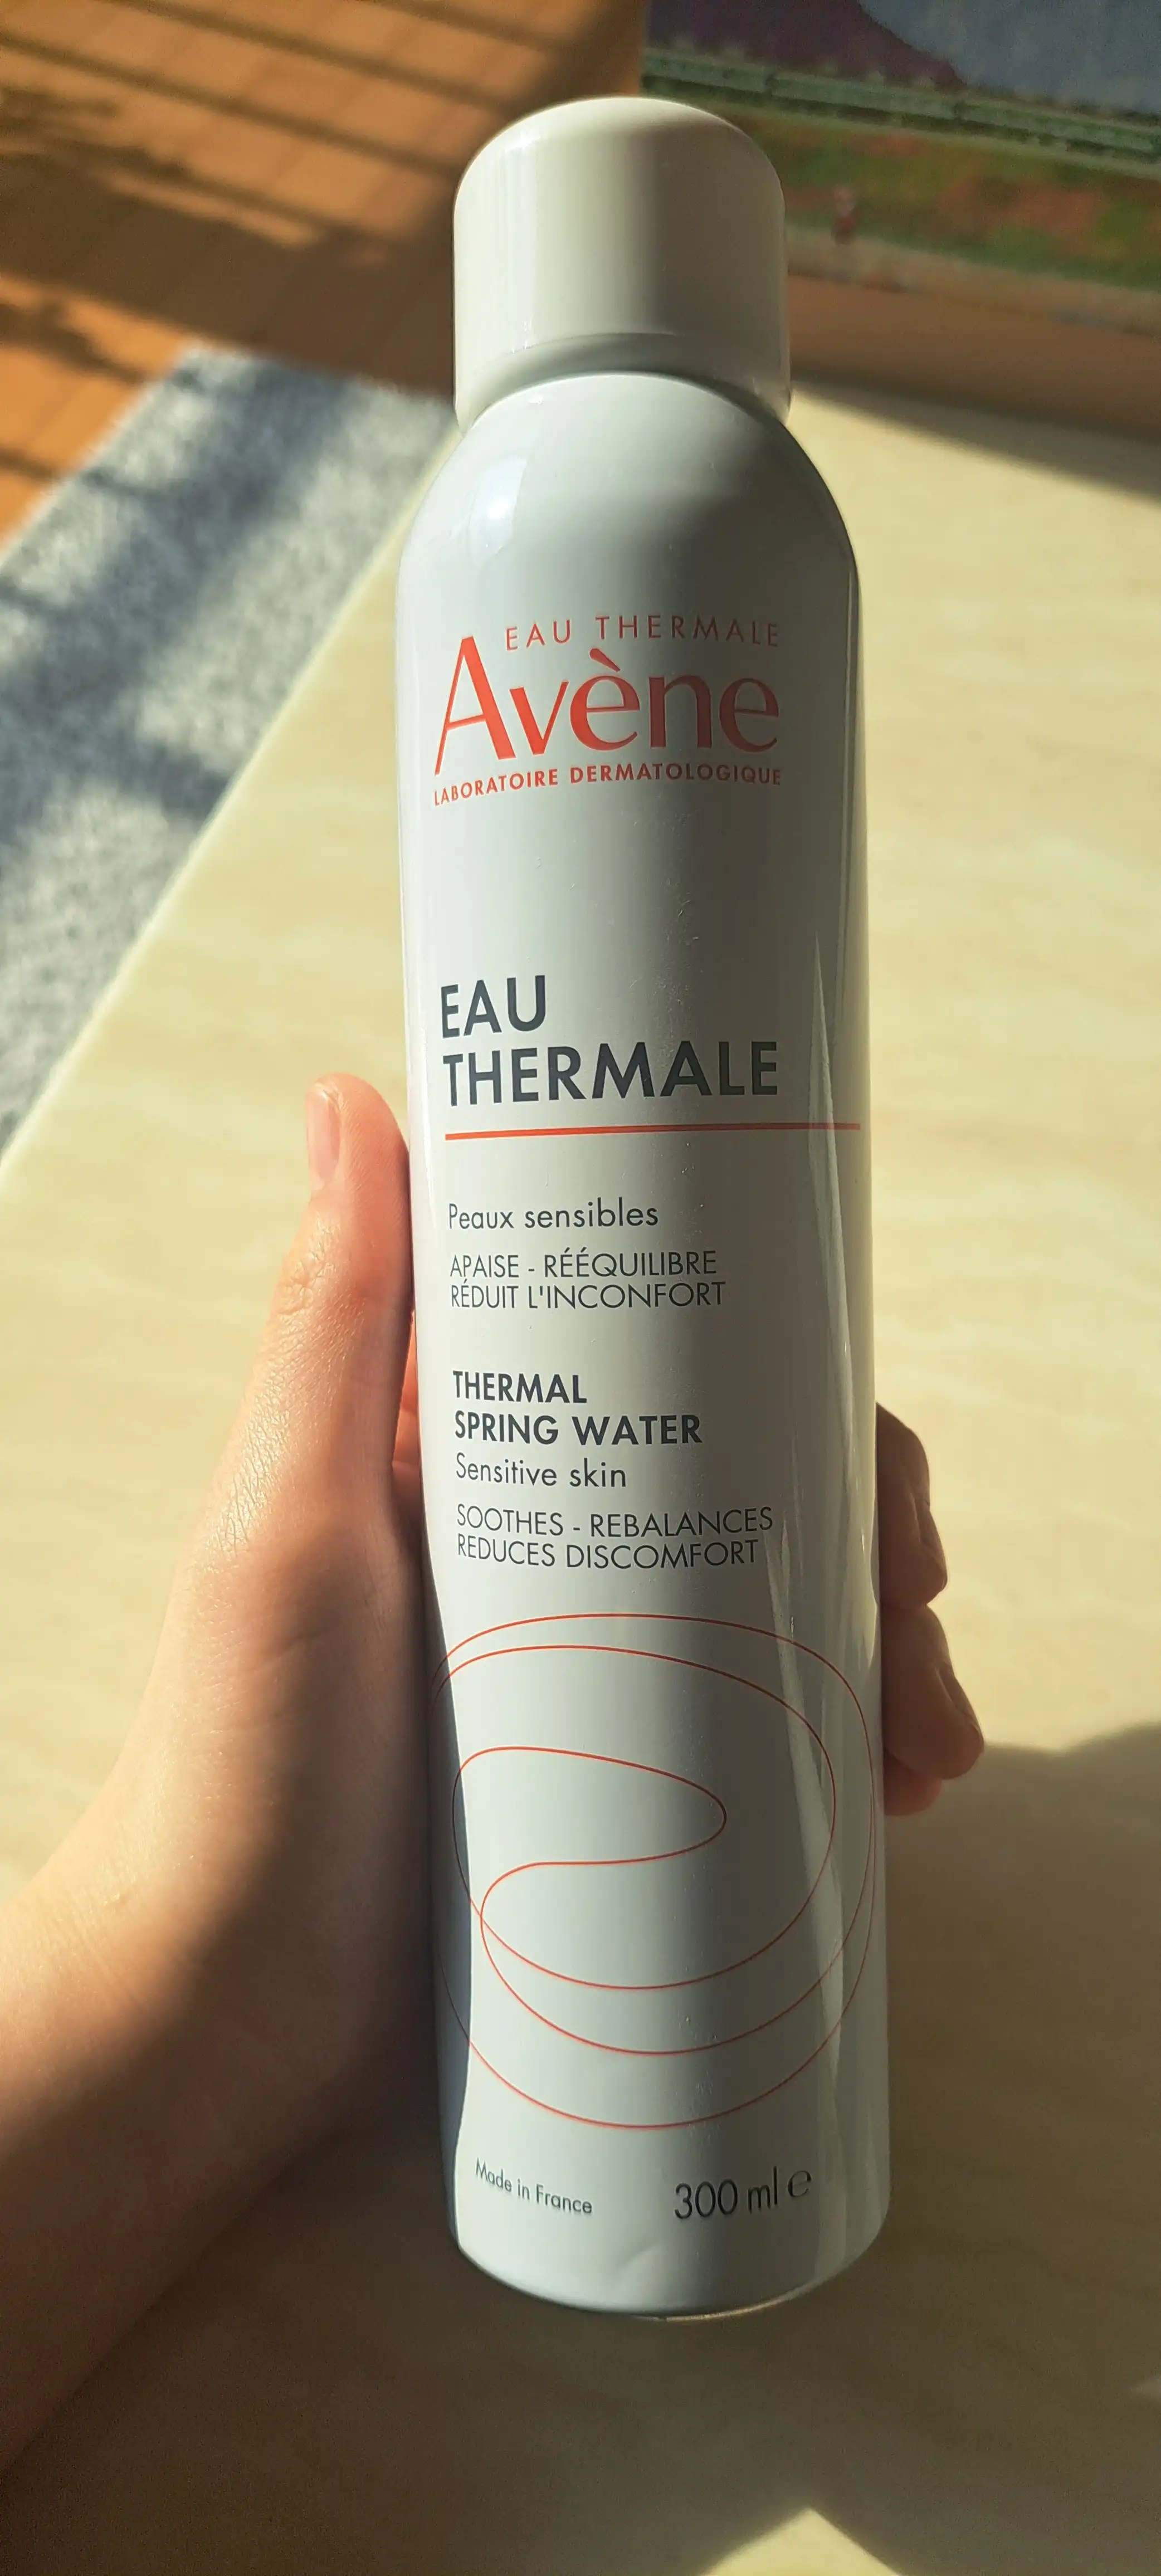 EAU THERMALE
Avène
LABORATOIRE DERMATOLOGIQUE
EAU
THERMALE
Peaux sensibles
APAISE - RÉÉQUILIBRE
RÉDUIT L'INCONFORT
THERMAL
SPRING WATER
Sensitive skin
SOOTHES - REBALANCES
REDUCES DISCOMFORT
Made in France
300 ml ℮